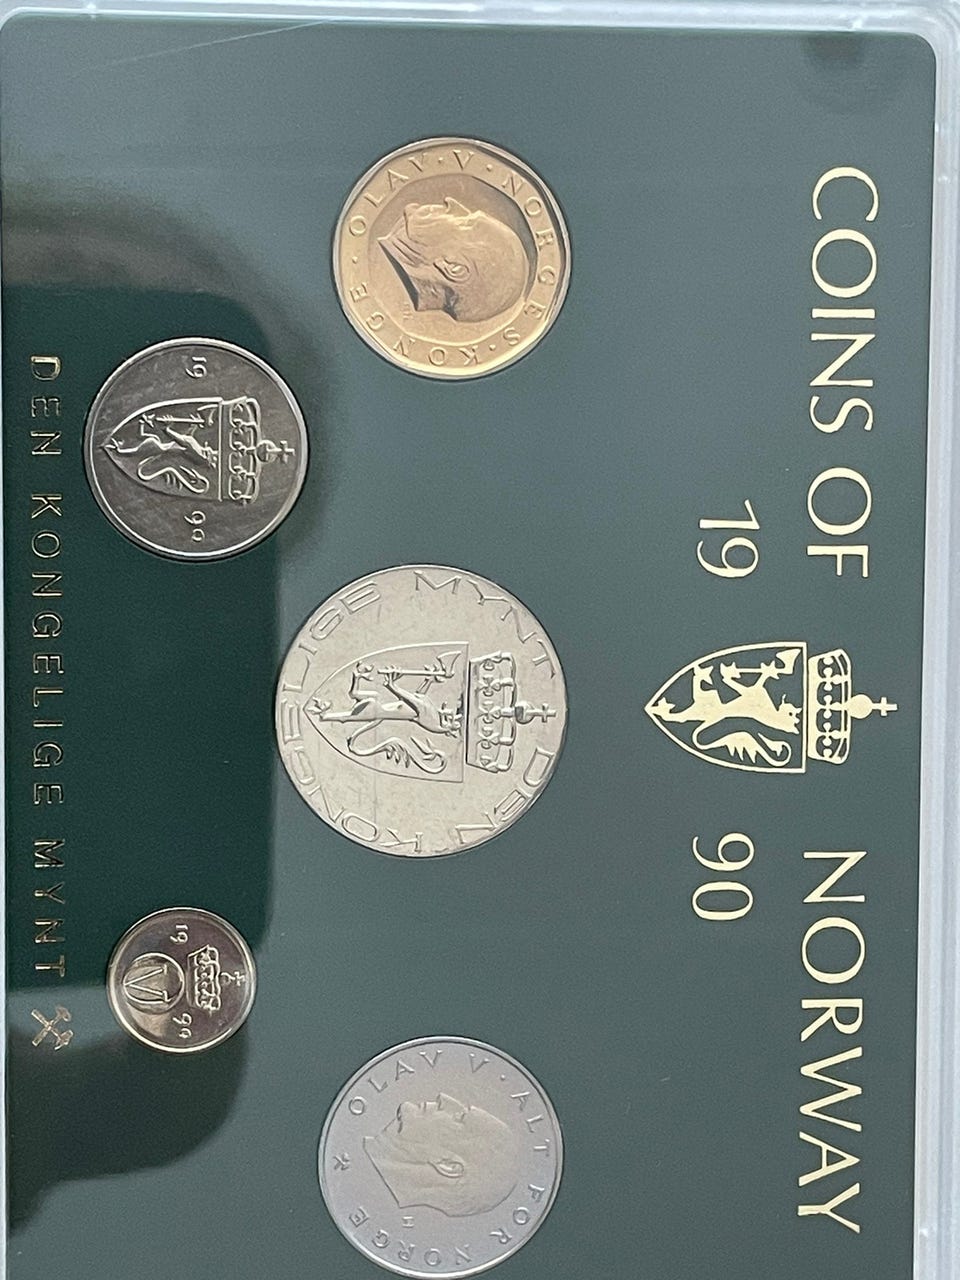 COINS OF NORWAY
19 90
OLAV·V·NORGES·KONGE·
DEN KONGELIGE MYNT
OLAV V·ALT FOR NORGE
H
19 90
19 90
V
DEN KONGELIGE MYNT